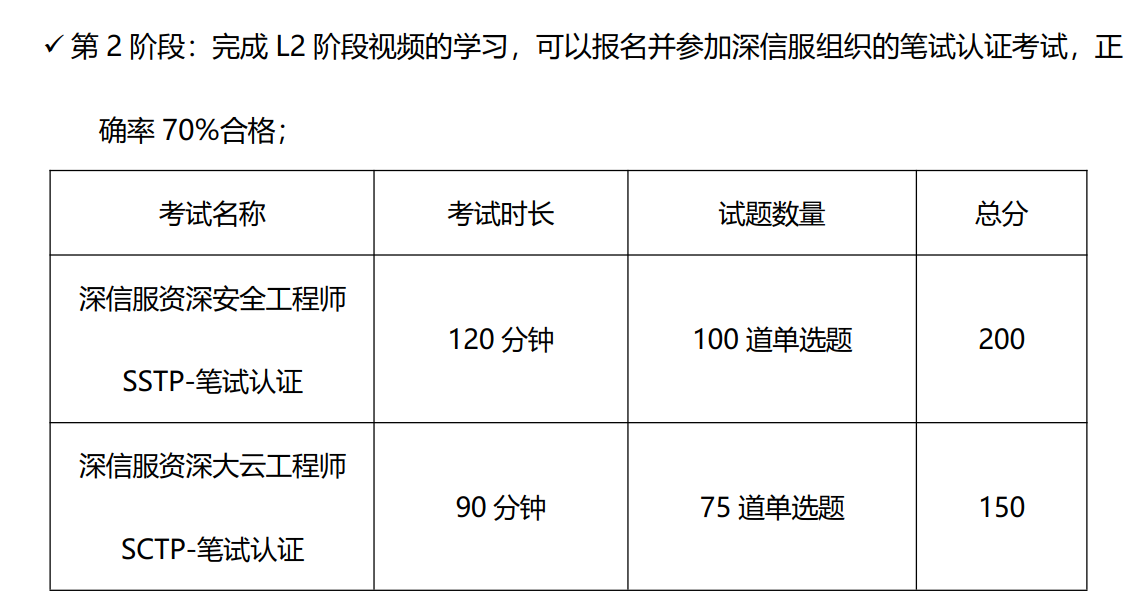 ✓ 第 2 阶段：完成 L2 阶段视频的学习，可以报名并参加深信服组织的笔试认证考试，正
确率 70%合格；
考试名称 考试时长 试题数量 总分
深信服资深安全工程师
SSTP-笔试认证
120 分钟 100 道单选题 200
深信服资深大云工程师
SCTP-笔试认证
90 分钟 75 道单选题 150